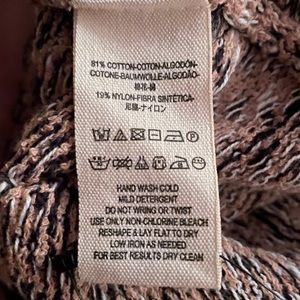 81% COTTON-COTON-ALGODÓN-
COTONE-BAUMWOLLE-ALGODÃO-
棉花-綿
19% NYLON-FIBRA SINTÉTICA-
尼龍-ナイロン
HAND WASH COLD
MILD DETERGENT
DO NOT WRING OR TWIST
USE ONLY NON-CHLORINE BLEACH
RESHAPE & LAY FLAT TO DRY
LOW IRON AS NEEDED
FOR BEST RESULTS DRY CLEAN